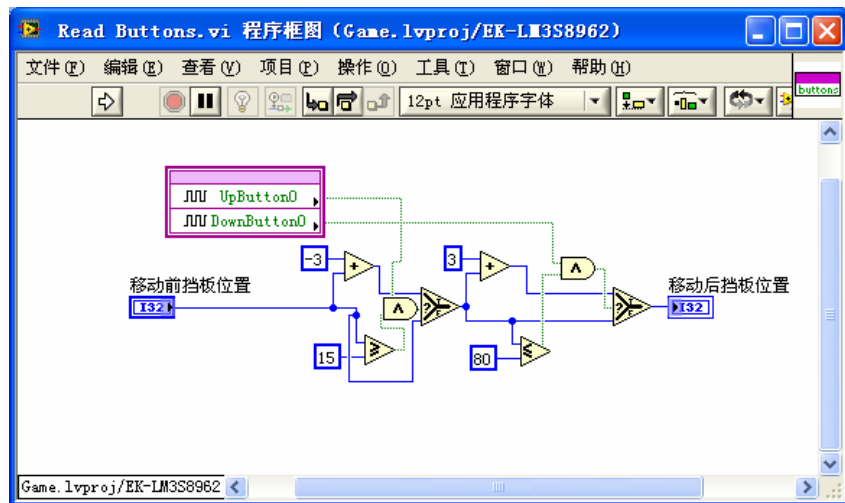 Read Buttons.vi 程序框图 (Game.lvproj/EK-LM3S8962)
文件(F) 编辑(E) 查看(V) 项目(P) 操作(O) 工具(T) 窗口(W) 帮助(H)
12pt 应用程序字体
buttons
UpButton0
DownButton0
-3
3
移动前挡板位置
移动后挡板位置
I32
I32
15
80
Game.lvproj/EK-LM3S8962